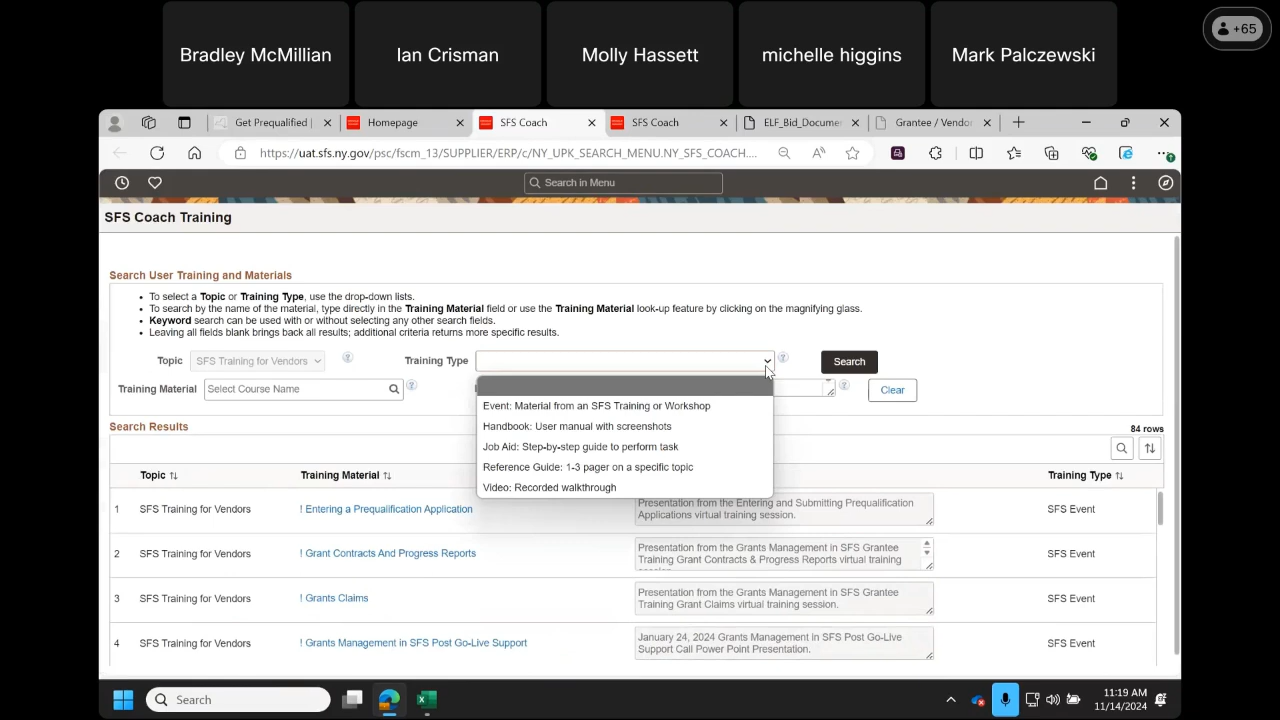 Bradley McMillian
Ian Crisman
Molly Hassett
michelle higgins
Mark Palczewski
+65
Get Prequalified |
Homepage
SFS Coach
SFS Coach
ELF_Bid_Docume
Grantee / Vendo
https://uat.sfs.ny.gov/psc/fscm_13/SUPPLIER/ERP/c/NY_UPK_SEARCH_MENU.NY_SFS_COACH....
Search in Menu
SFS Coach Training
Search User Training and Materials
• To select a Topic or Training Type, use the drop-down lists.
• To search by the name of the material, type directly in the Training Material field or use the Training Material look-up feature by clicking on the magnifying glass.
• Keyword search can be used with or without selecting any other search fields.
• Leaving all fields blank brings back all results; additional criteria returns more specific results.
Topic SFS Training for Vendors Training Type Search
Training Material Select Course Name Clear
Event: Material from an SFS Training or Workshop
Handbook: User manual with screenshots
Job Aid: Step-by-step guide to perform task
Reference Guide: 1-3 pager on a specific topic
Video: Recorded walkthrough
Search Results
84 rows
Topic Training Material Training Type
1 SFS Training for Vendors ! Entering a Prequalification Application Presentation from the Entering and Submitting Prequalification SFS Event
Applications virtual training session.
2 SFS Training for Vendors ! Grant Contracts And Progress Reports Presentation from the Grants Management in SFS Grantee SFS Event
Training Grant Contracts & Progress Reports virtual training
session.
3 SFS Training for Vendors ! Grants Claims Presentation from the Grants Management in SFS Grantee SFS Event
Training Grant Claims virtual training session.
4 SFS Training for Vendors ! Grants Management in SFS Post Go-Live Support January 24, 2024 Grants Management in SFS Post Go-Live SFS Event
Support Call Power Point Presentation.
Search
11:19 AM
11/14/2024